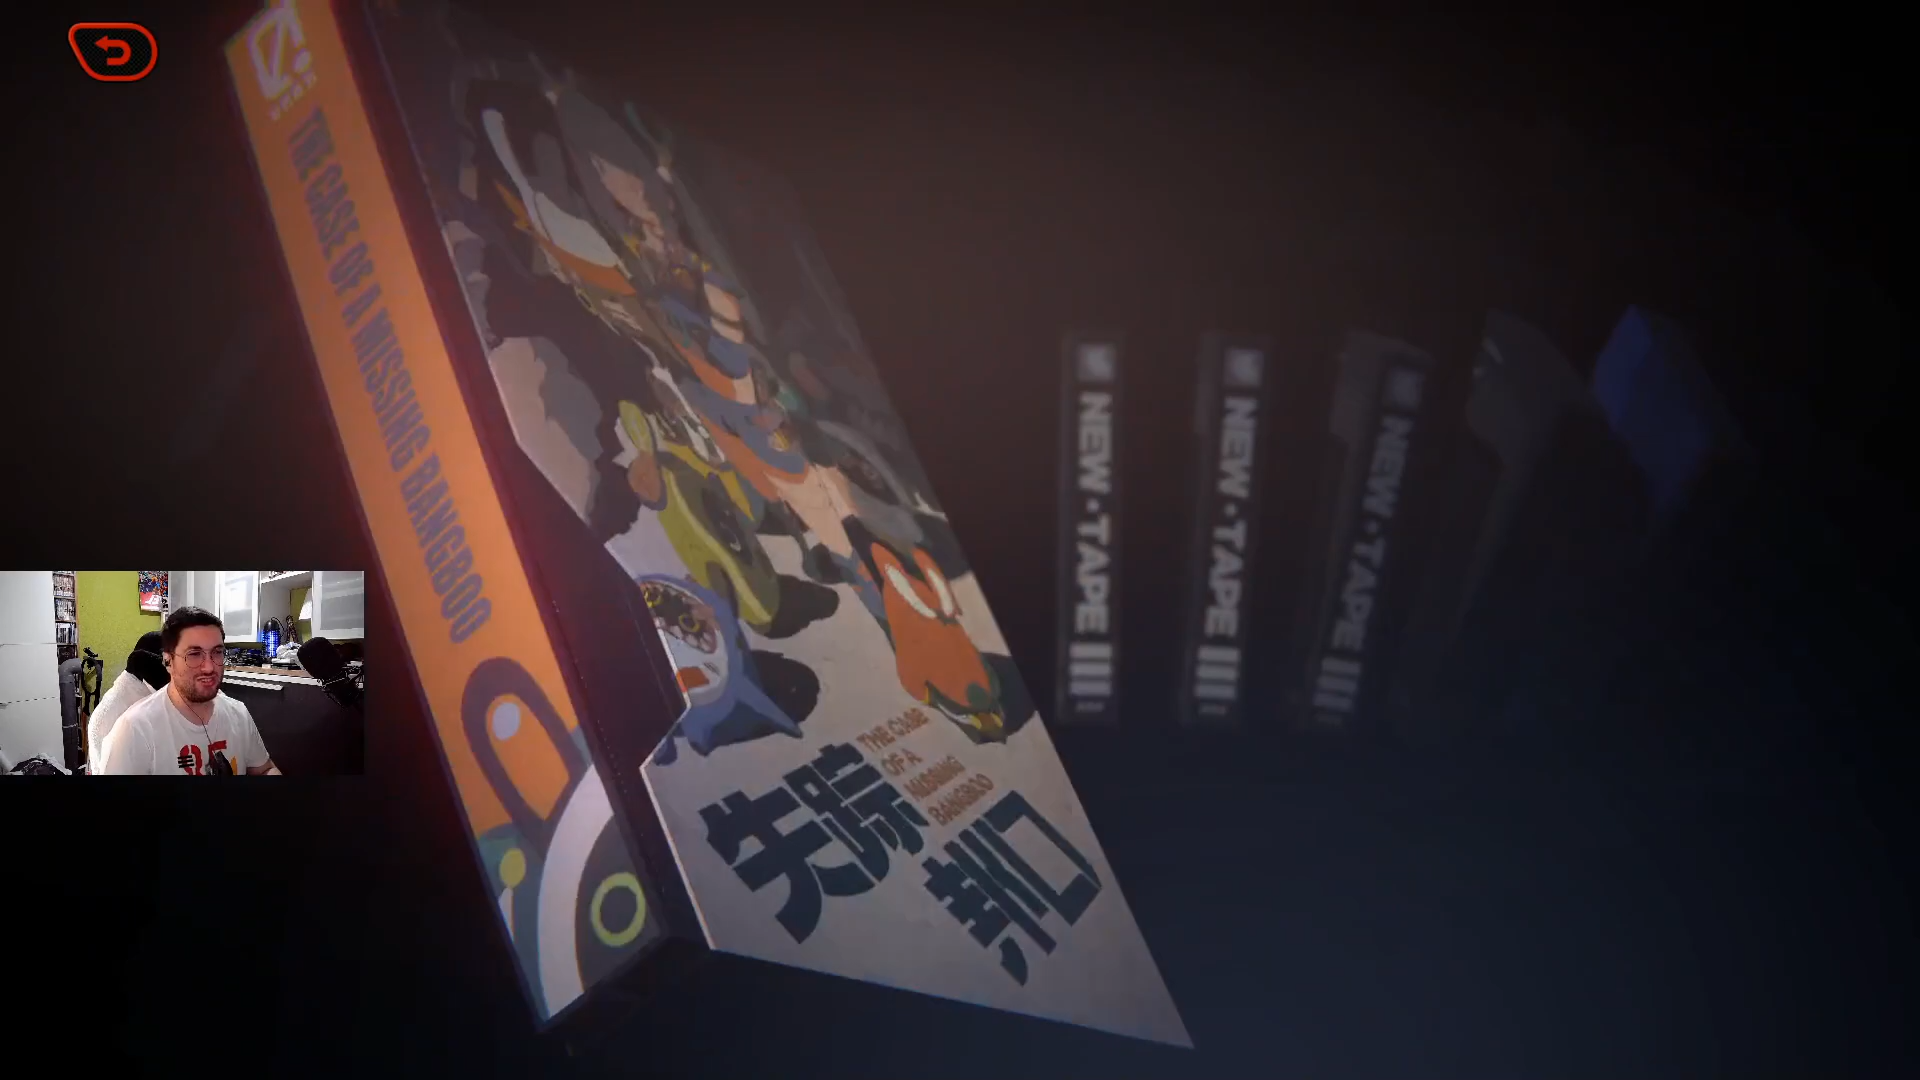 THE CASE OF A MISSING BANGBOO
THE CASE
OF A
MISSING
BANGBOO
失踪
邦布
NEW·TAPE
NEW·TAPE
NEW·TAPE